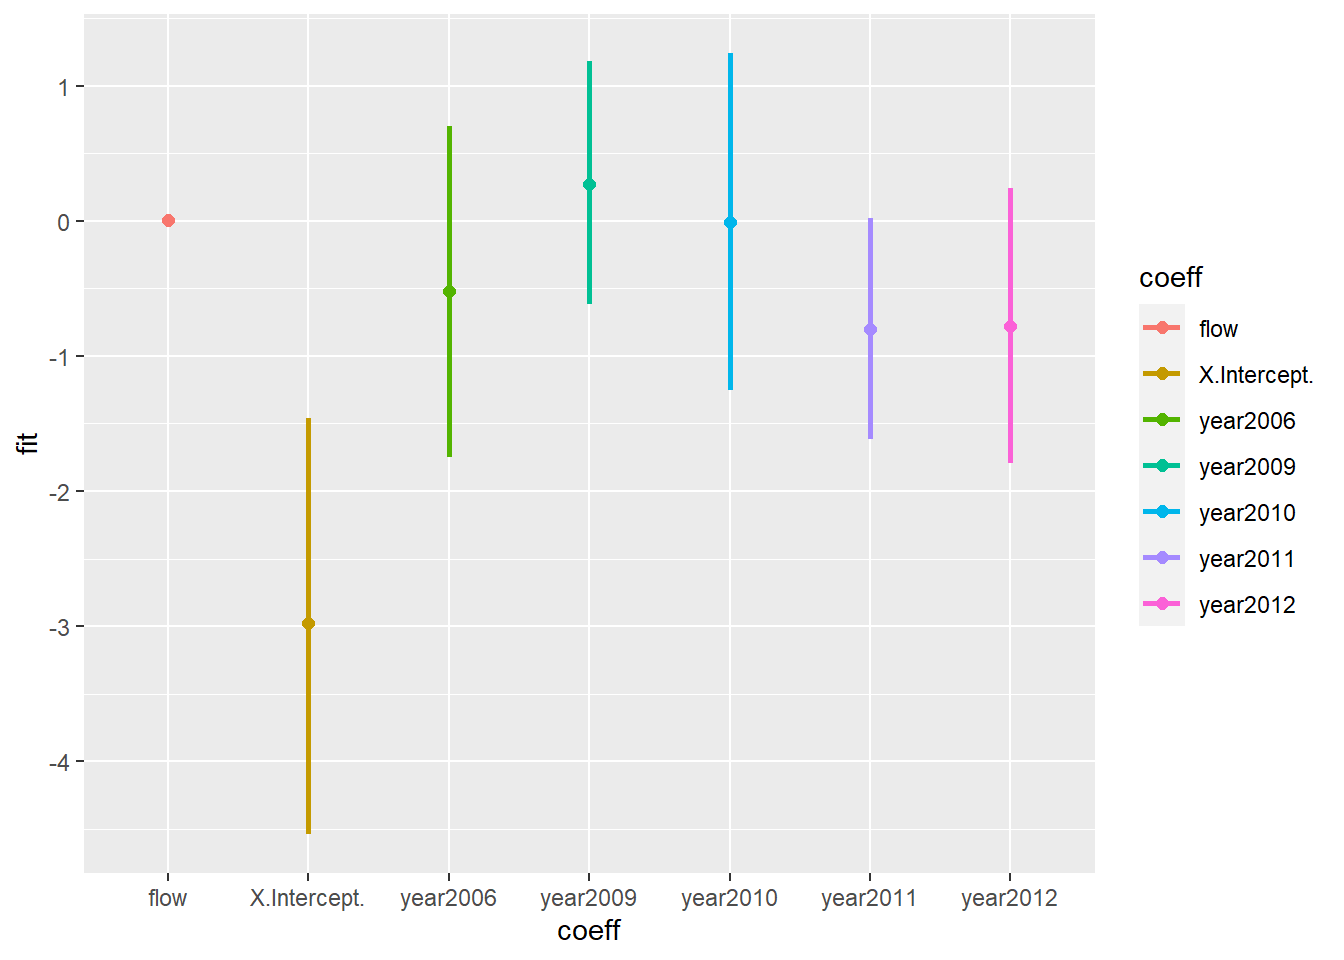 1
0
-1
-2
-3
-4
fit
flow X.Intercept. year2006 year2009 year2010 year2011 year2012
coeff
coeff
flow
X.Intercept.
year2006
year2009
year2010
year2011
year2012